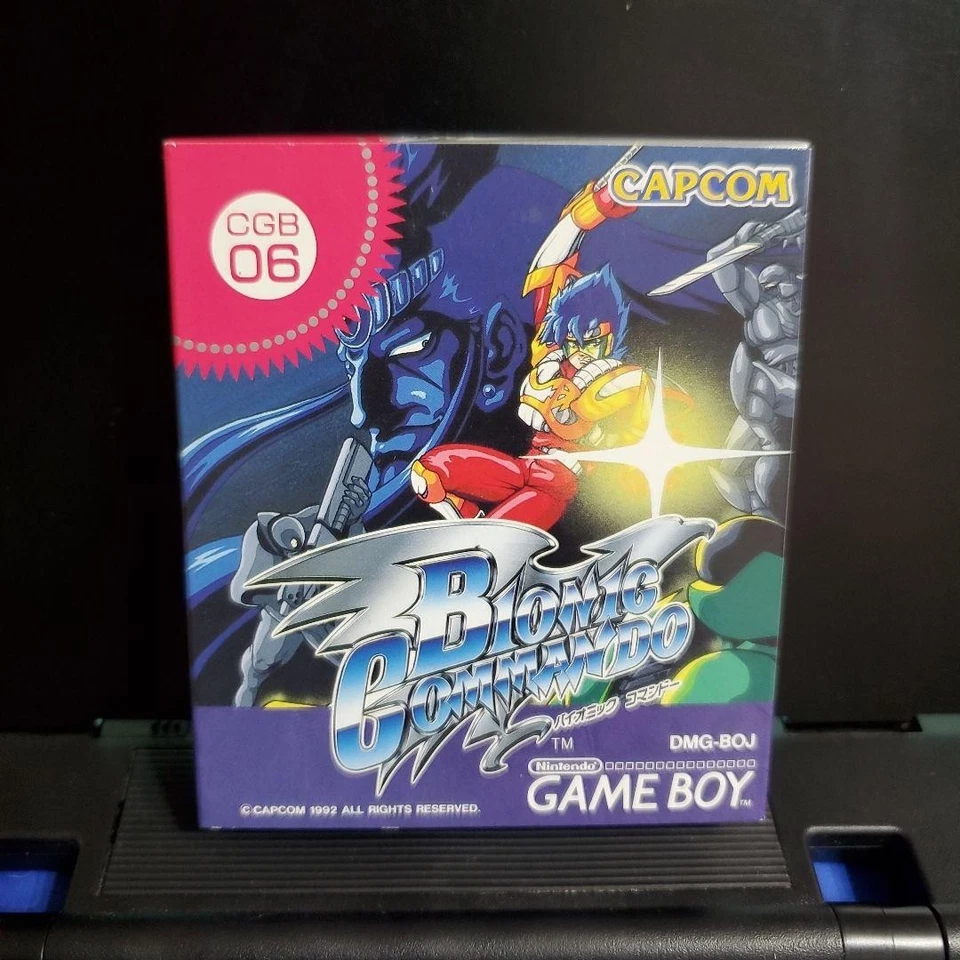 CGB
06
CAPCOM
BIONIC
COMMANDO
バイオニック コマンドー
TM
DMG-BOJ
Nintendo
GAME BOY
TM
© CAPCOM 1992 ALL RIGHTS RESERVED.